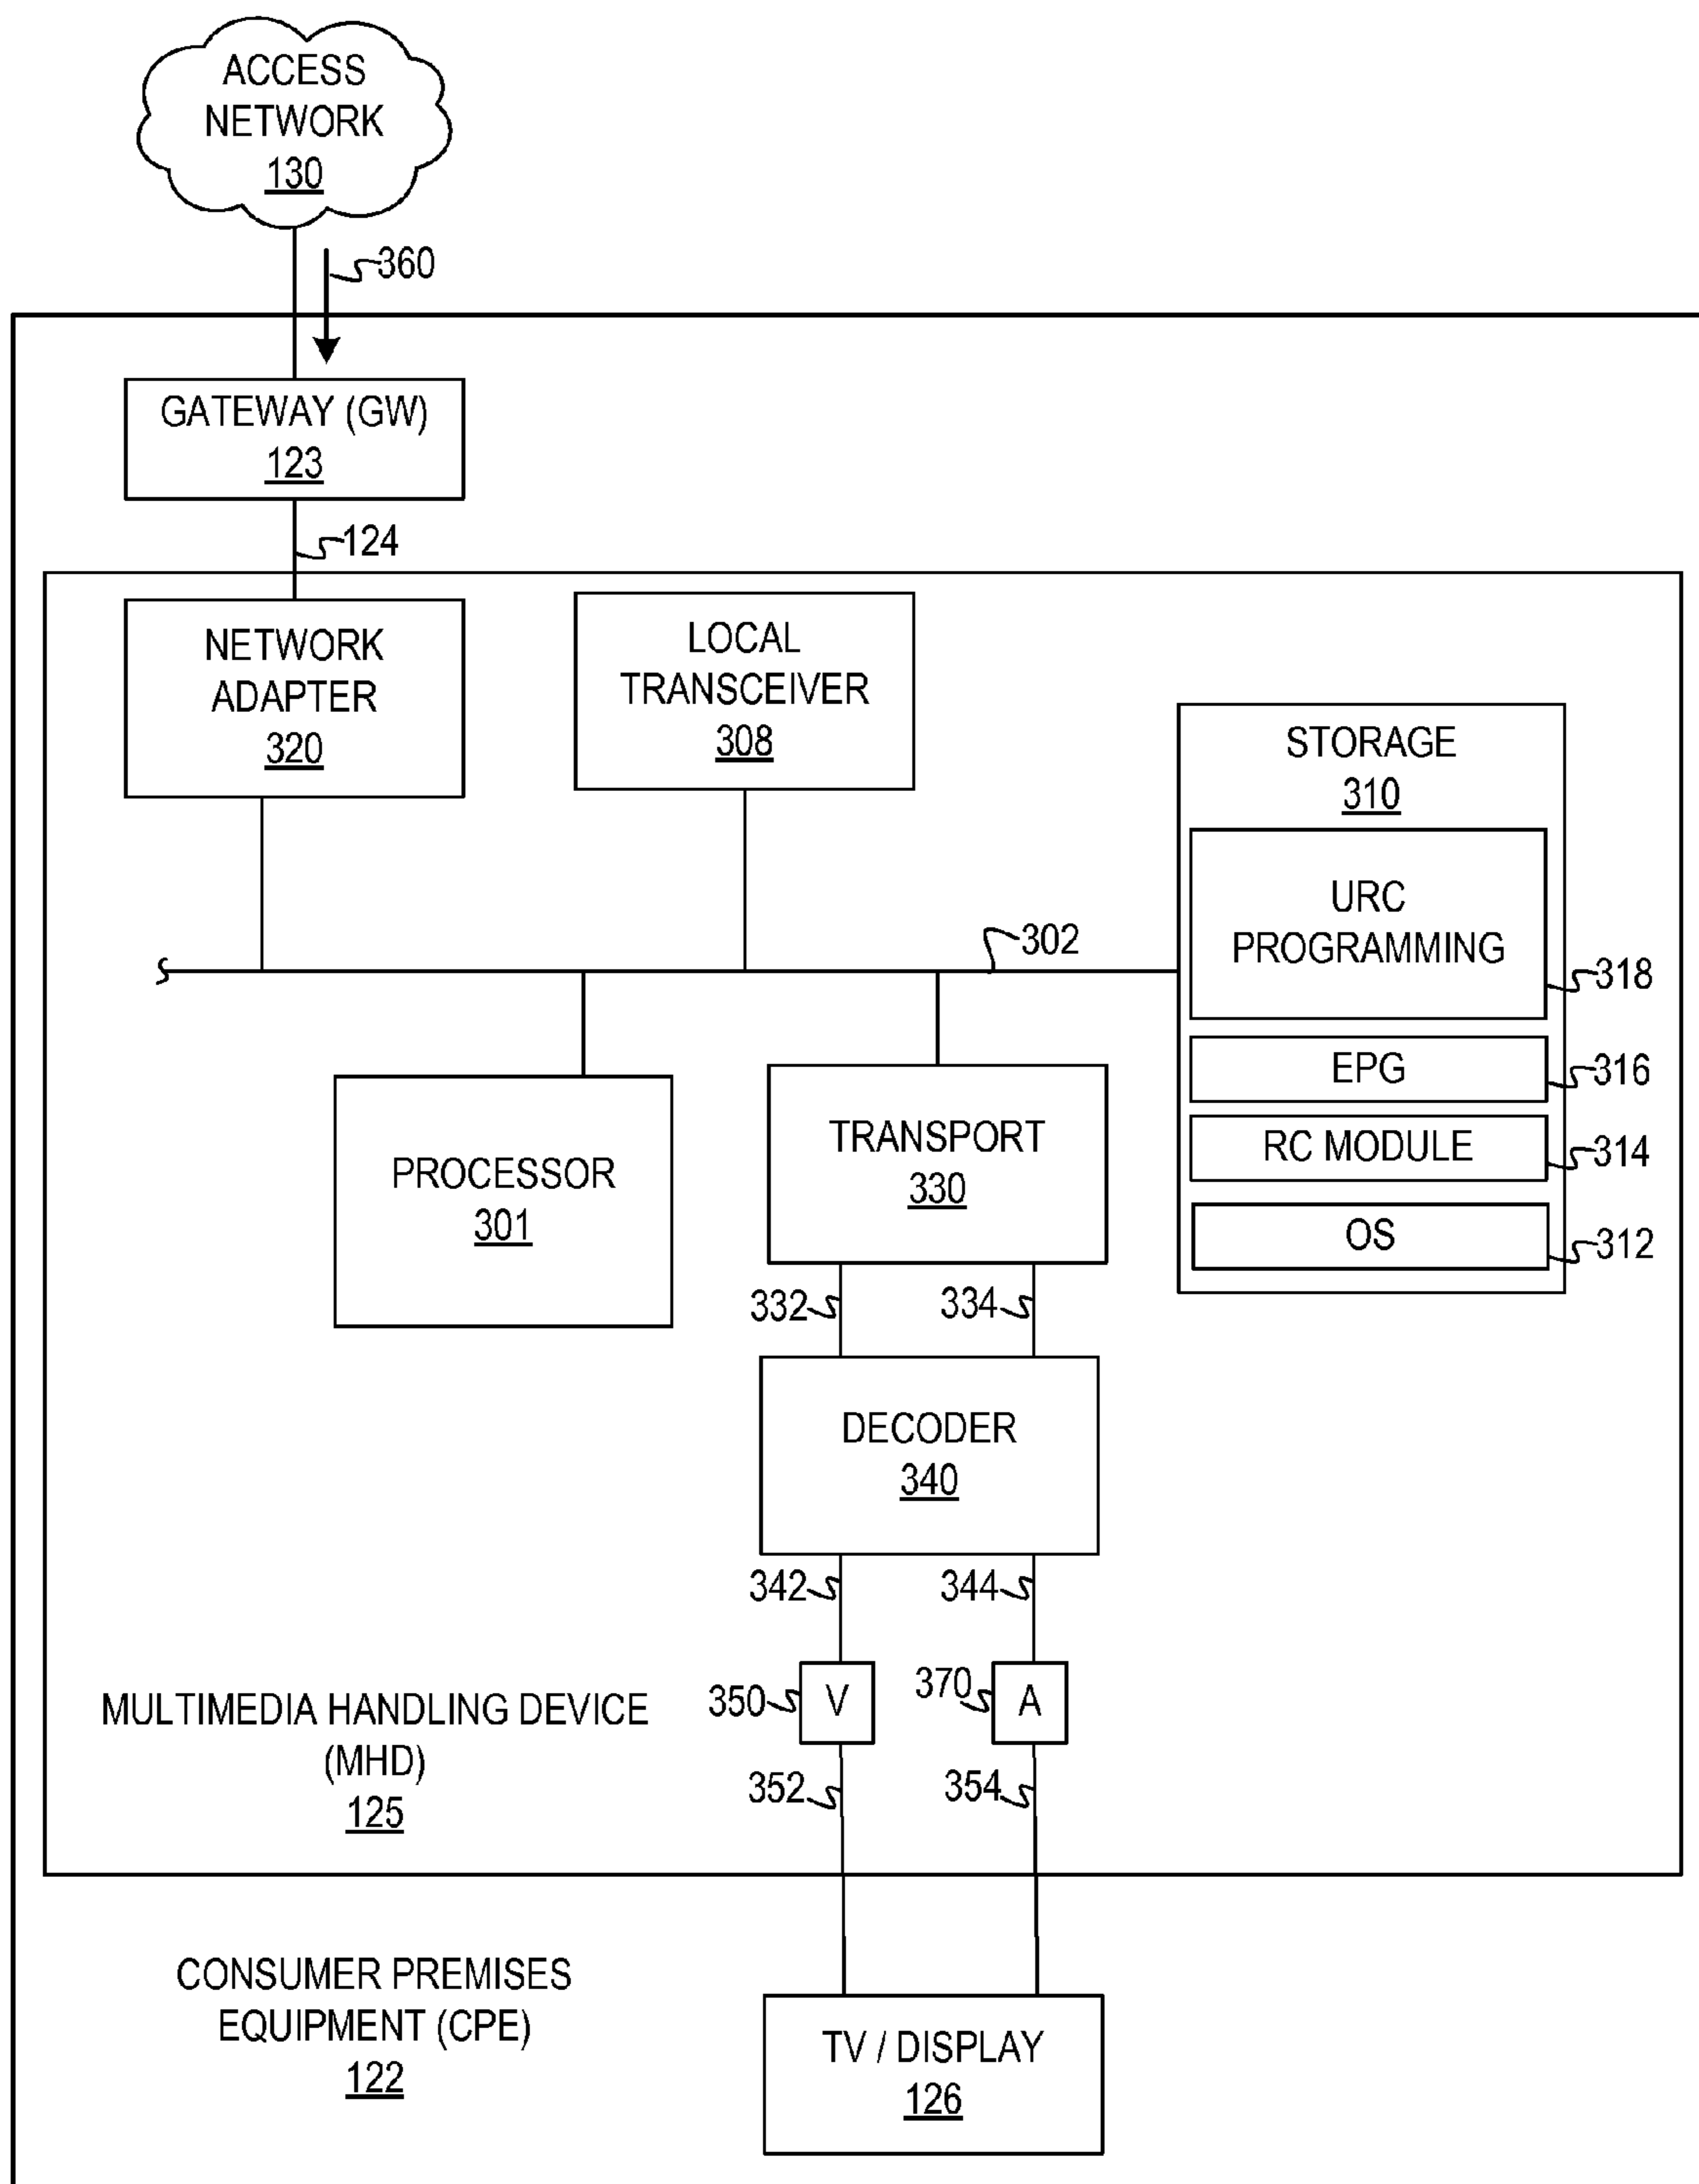 ACCESS
NETWORK
130
360
GATEWAY (GW)
123
124
NETWORK
ADAPTER
320
LOCAL
TRANSCEIVER
308
STORAGE
310
URC
PROGRAMMING
318
302
EPG
316
RC MODULE
314
OS
312
PROCESSOR
301
TRANSPORT
330
332
334
DECODER
340
342
344
350
V
370
A
352
354
MULTIMEDIA HANDLING DEVICE
(MHD)
125
CONSUMER PREMISES
EQUIPMENT (CPE)
122
TV / DISPLAY
126